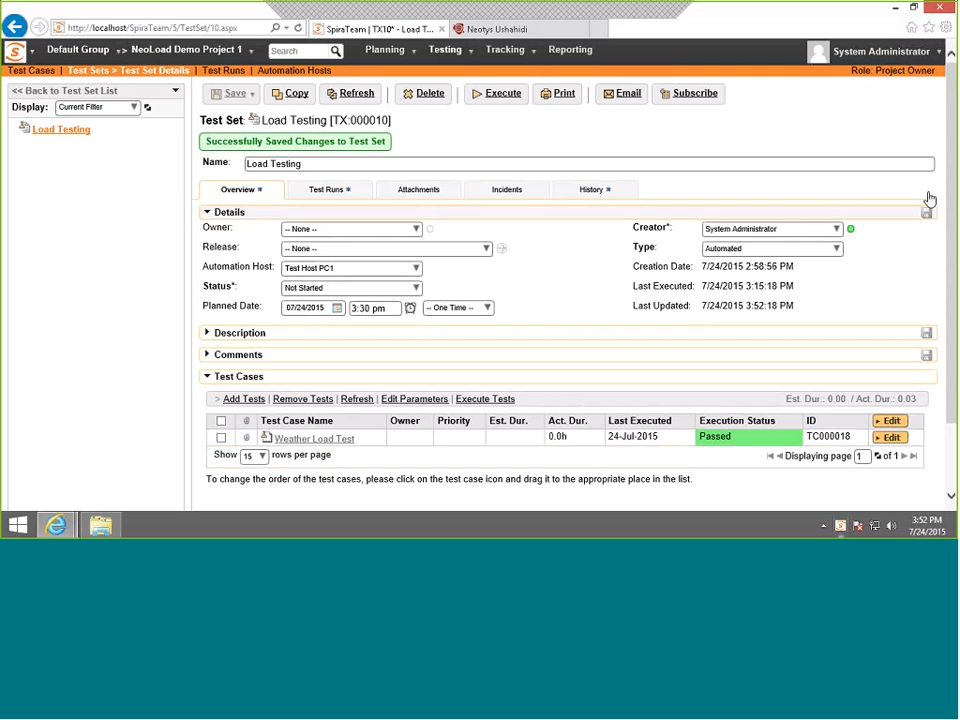 http://localhost/SpiraTeam/5/TestSet/10.aspx
SpiraTeam | TX10* - Load T...
Neotys Ushahidi
Default Group
NeoLoad Demo Project 1
Search
Planning
Testing
Tracking
Reporting
System Administrator
Test Cases | Test Sets > Test Set Details | Test Runs | Automation Hosts
Role: Project Owner
<< Back to Test Set List
Display: Current Filter
Load Testing
Save
Copy
Refresh
Delete
Execute
Print
Email
Subscribe
Test Set: Load Testing [TX:000010]
Successfully Saved Changes to Test Set
Name: Load Testing
Overview *
Test Runs *
Attachments
Incidents
History *
Details
Owner: -- None --
Creator*: System Administrator
Release: -- None --
Type: Automated
Automation Host: Test Host PC1
Creation Date: 7/24/2015 2:58:56 PM
Status*: Not Started
Last Executed: 7/24/2015 3:15:18 PM
Planned Date: 07/24/2015 3:30 pm -- One Time --
Last Updated: 7/24/2015 3:52:18 PM
Description
Comments
Test Cases
> Add Tests | Remove Tests | Refresh | Edit Parameters | Execute Tests
Est. Dur.: 0.00 / Act. Dur.: 0.03
Test Case Name Owner Priority Est. Dur. Act. Dur. Last Executed Execution Status ID Edit
Weather Load Test 0.0h 24-Jul-2015 Passed TC000018 Edit
Show 15 rows per page
Displaying page 1 of 1
To change the order of the test cases, please click on the test case icon and drag it to the appropriate place in the list.
3:52 PM
7/24/2015